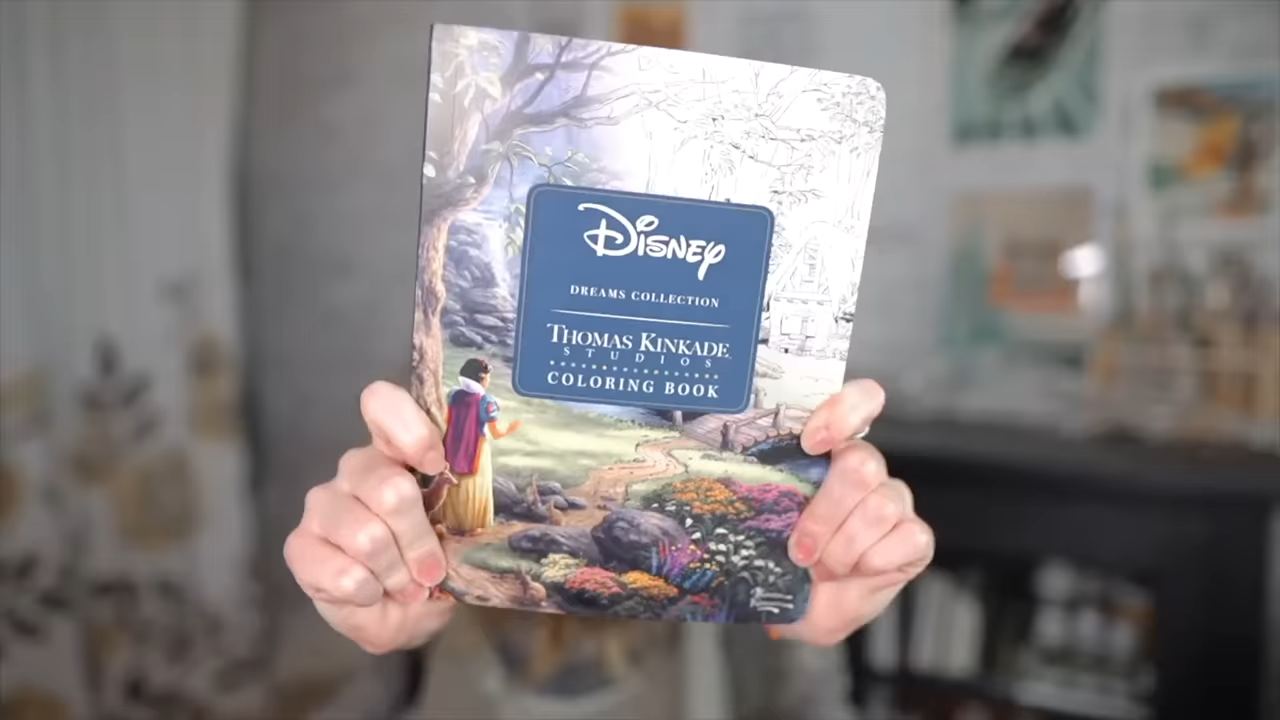 Disney
DREAMS COLLECTION
THOMAS KINKADE
STUDIOS
COLORING BOOK